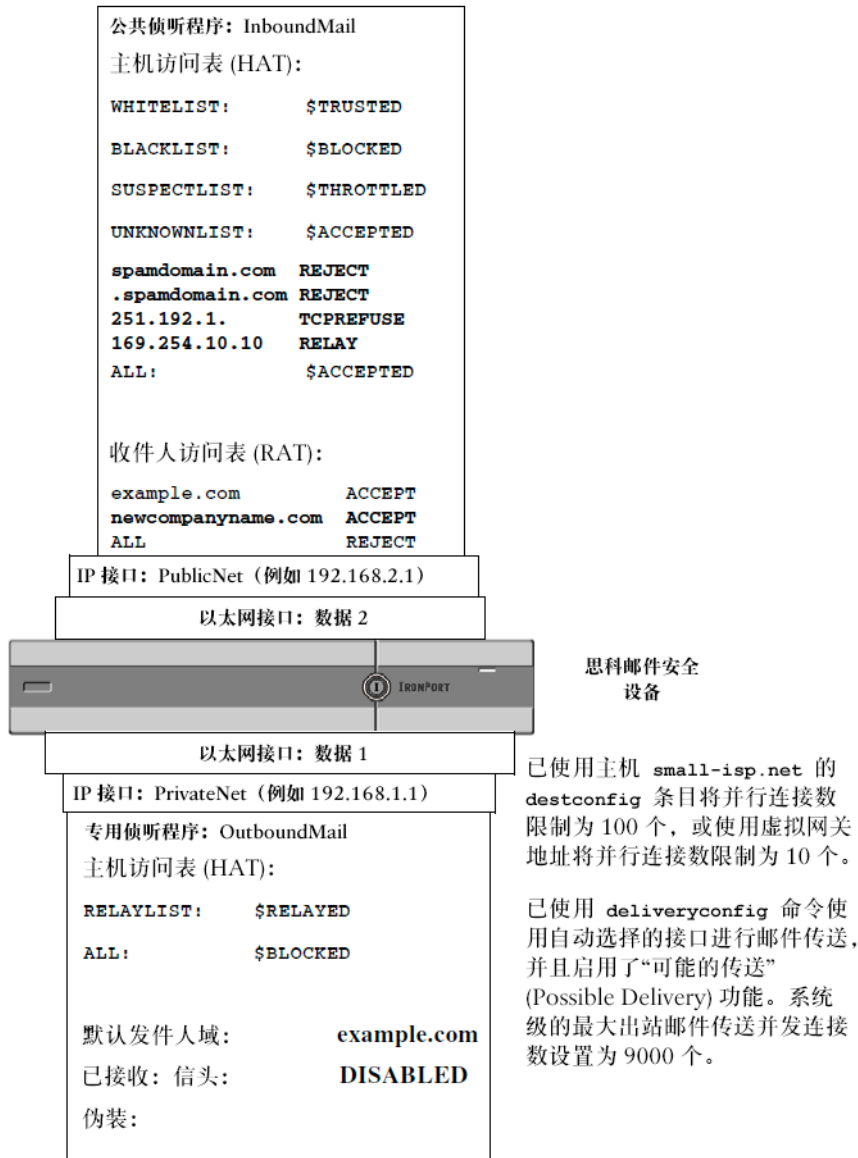 公共侦听程序：InboundMail
主机访问表 (HAT)：
WHITELIST: $TRUSTED
BLACKLIST: $BLOCKED
SUSPECTLIST: $THROTTLED
UNKNOWNLIST: $ACCEPTED
spamdomain.com REJECT
.spamdomain.com REJECT
251.192.1. TCPREFUSE
169.254.10.10 RELAY
ALL: $ACCEPTED
收件人访问表 (RAT)：
example.com ACCEPT
newcompanyname.com ACCEPT
ALL REJECT
IP 接口：PublicNet（例如 192.168.2.1）
以太网接口：数据 2
IRONPORT
思科邮件安全
设备
以太网接口：数据 1
IP 接口：PrivateNet（例如 192.168.1.1）
专用侦听程序：OutboundMail
主机访问表 (HAT)：
RELAYLIST: $RELAYED
ALL: $BLOCKED
默认发件人域： example.com
已接收：信头： DISABLED
伪装：
已使用主机 small-isp.net 的
destconfig 条目将并行连接数
限制为 100 个，或使用虚拟网关
地址将并行连接数限制为 10 个。
已使用 deliveryconfig 命令使
用自动选择的接口进行邮件传送，
并且启用了“可能的传送”
(Possible Delivery) 功能。系统
级的最大出站邮件传送并发连接
数设置为 9000 个。